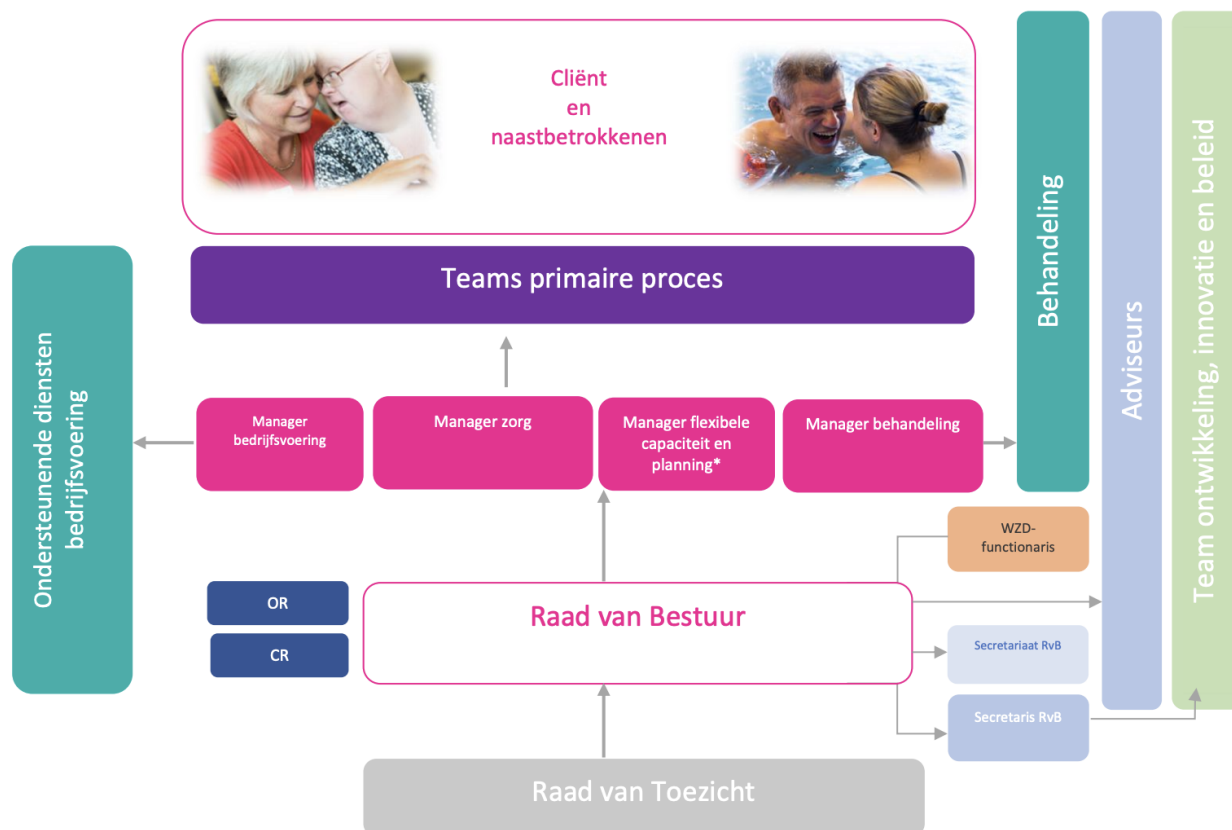 Cliënt
en
naastbetrokkenen
Teams primaire proces
Ondersteunende diensten
bedrijfsvoering
Manager
bedrijfsvoering
Manager zorg
Manager flexibele
capaciteit en
planning*
Manager behandeling
Behandeling
Adviseurs
Team ontwikkeling, innovatie en beleid
WZD-
functionaris
OR
CR
Raad van Bestuur
Secretariaat RvB
Secretaris RvB
Raad van Toezicht